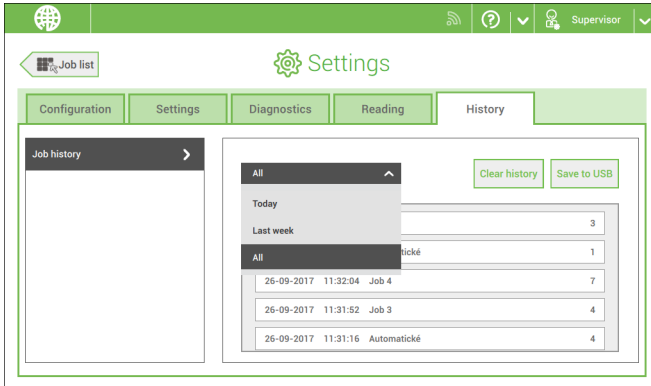 Supervisor
Job list
Settings
Configuration
Settings
Diagnostics
Reading
History
Job history
All
Clear history
Save to USB
Today
Last week
All
3
1
26-09-2017 11:32:04 Job 4 7
26-09-2017 11:31:52 Job 3 4
26-09-2017 11:31:16 Automatické 4